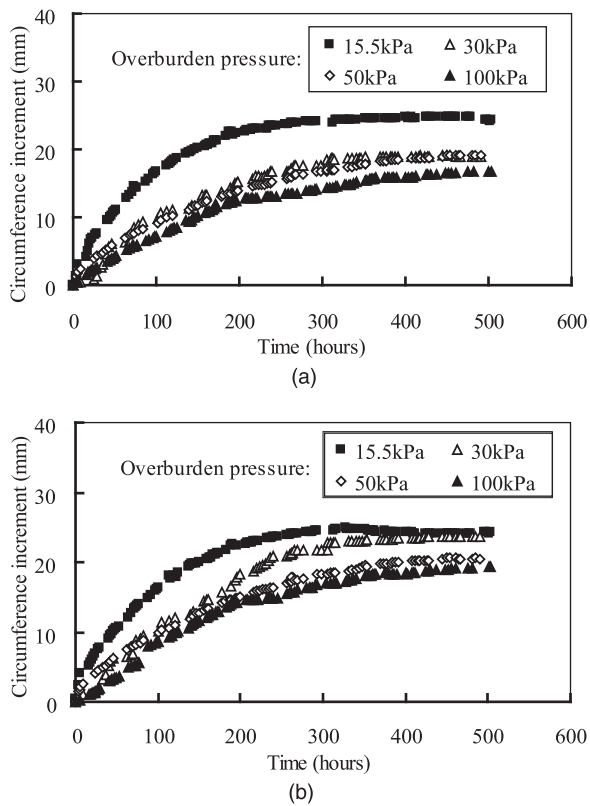 40
30
20
10
0
Circumference increment (mm)
Overburden pressure:
15.5kPa 30kPa
50kPa 100kPa
0 100 200 300 400 500 600
Time (hours)
(a)
40
30
20
10
0
Circumference increment (mm)
Overburden pressure:
15.5kPa 30kPa
50kPa 100kPa
0 100 200 300 400 500 600
Time (hours)
(b)